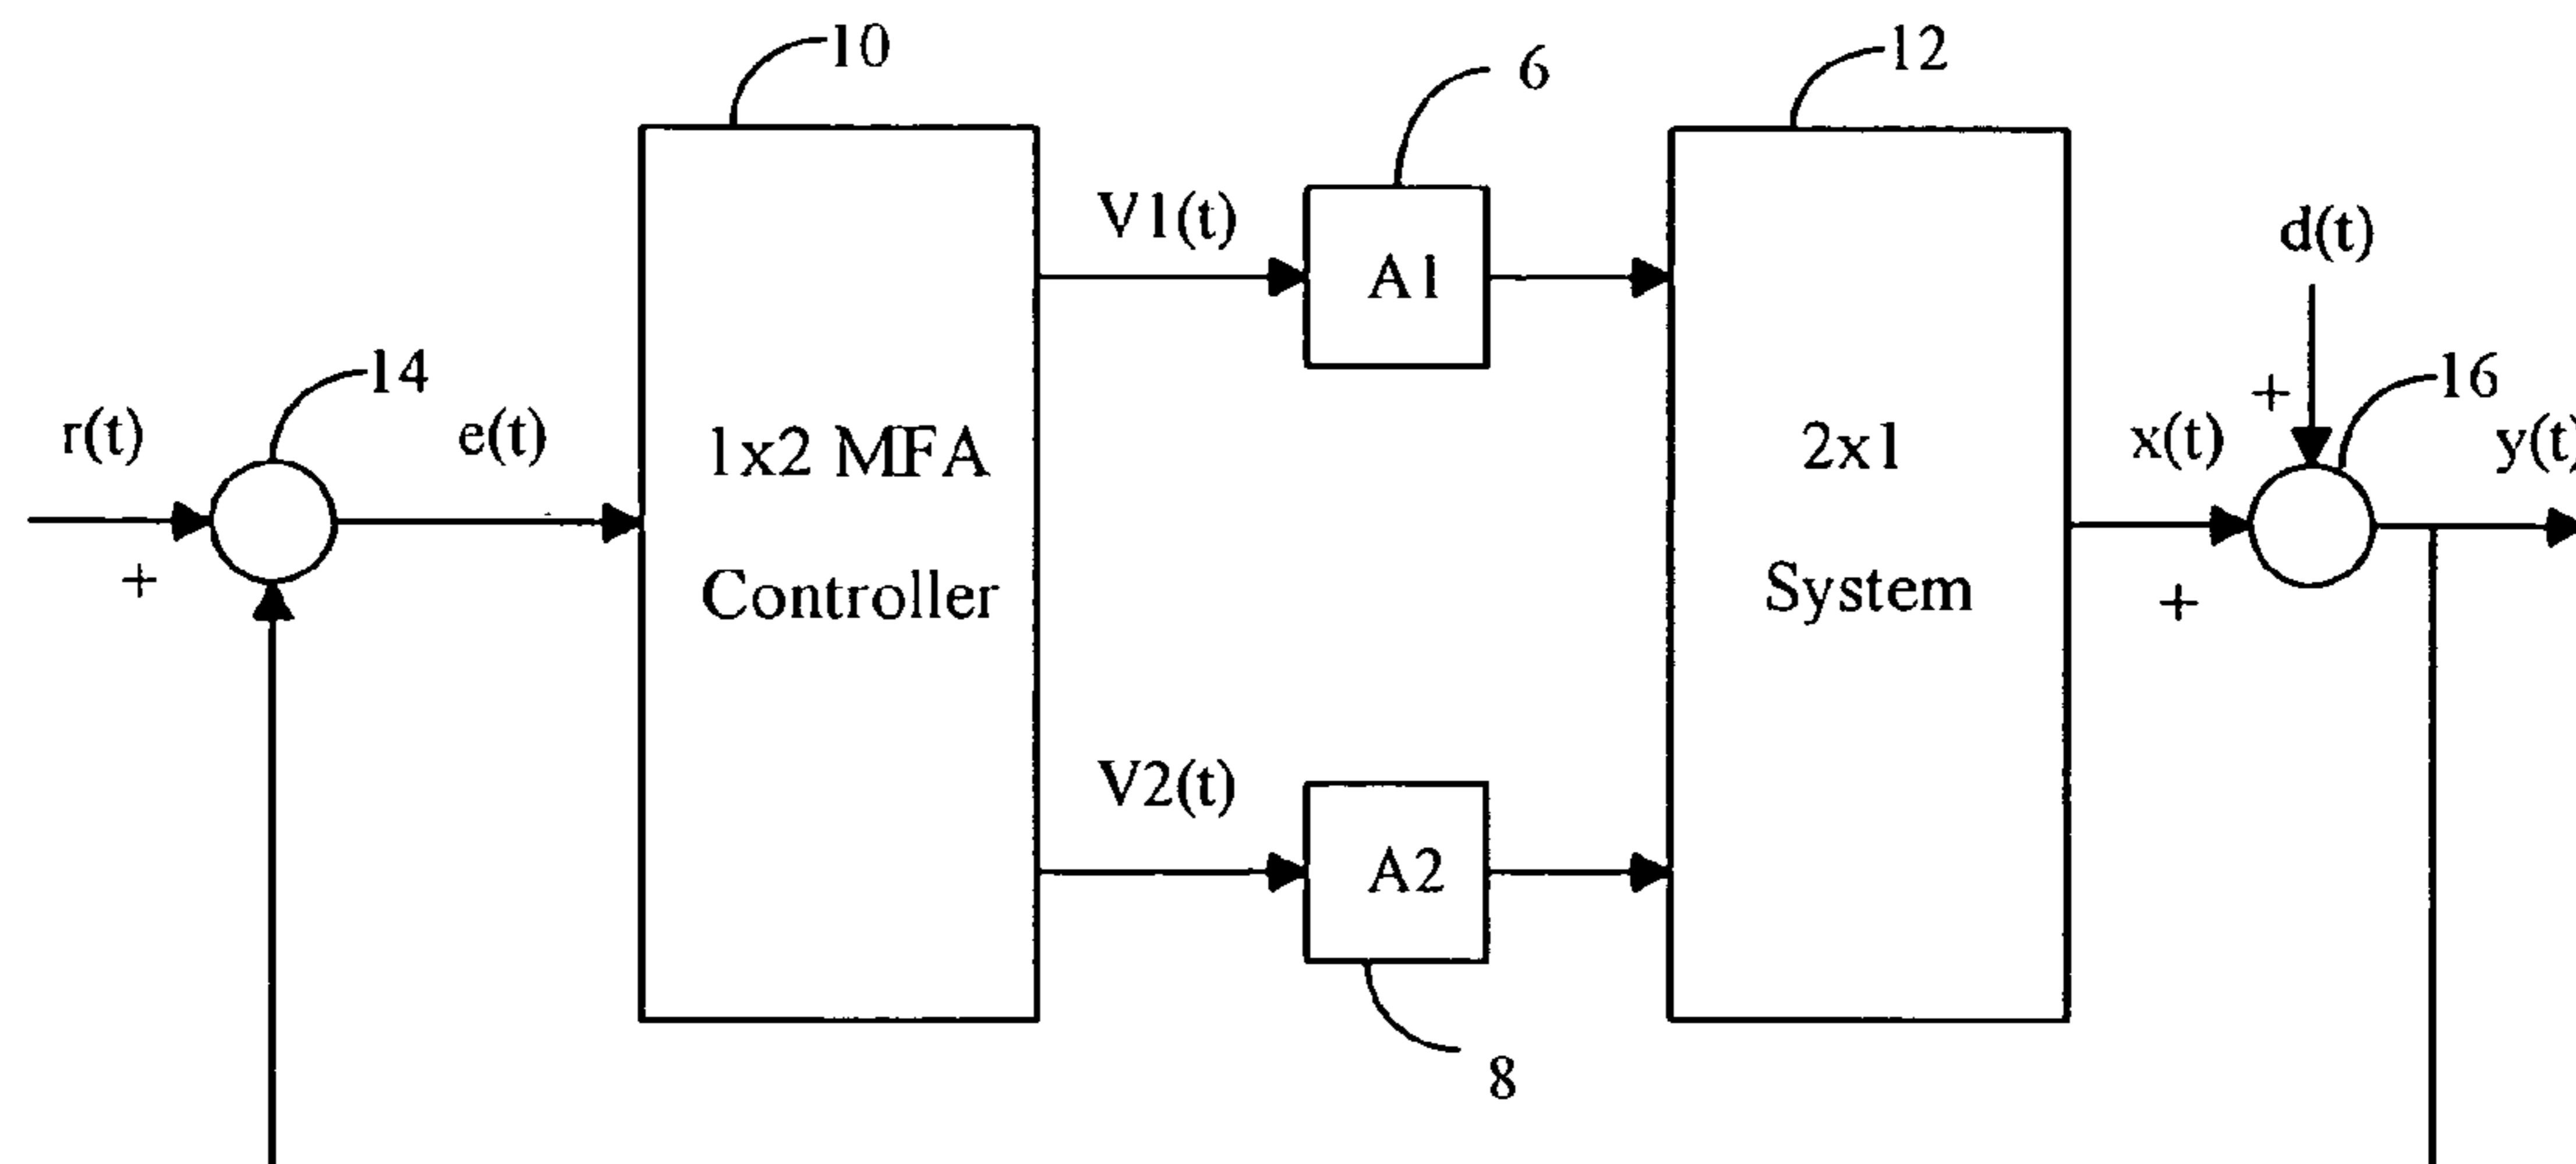 10
6
12
V1(t)
A1
d(t)
14
+
16
r(t)
e(t)
1x2 MFA
Controller
2x1
System
x(t)
y(t)
+
+
V2(t)
A2
8